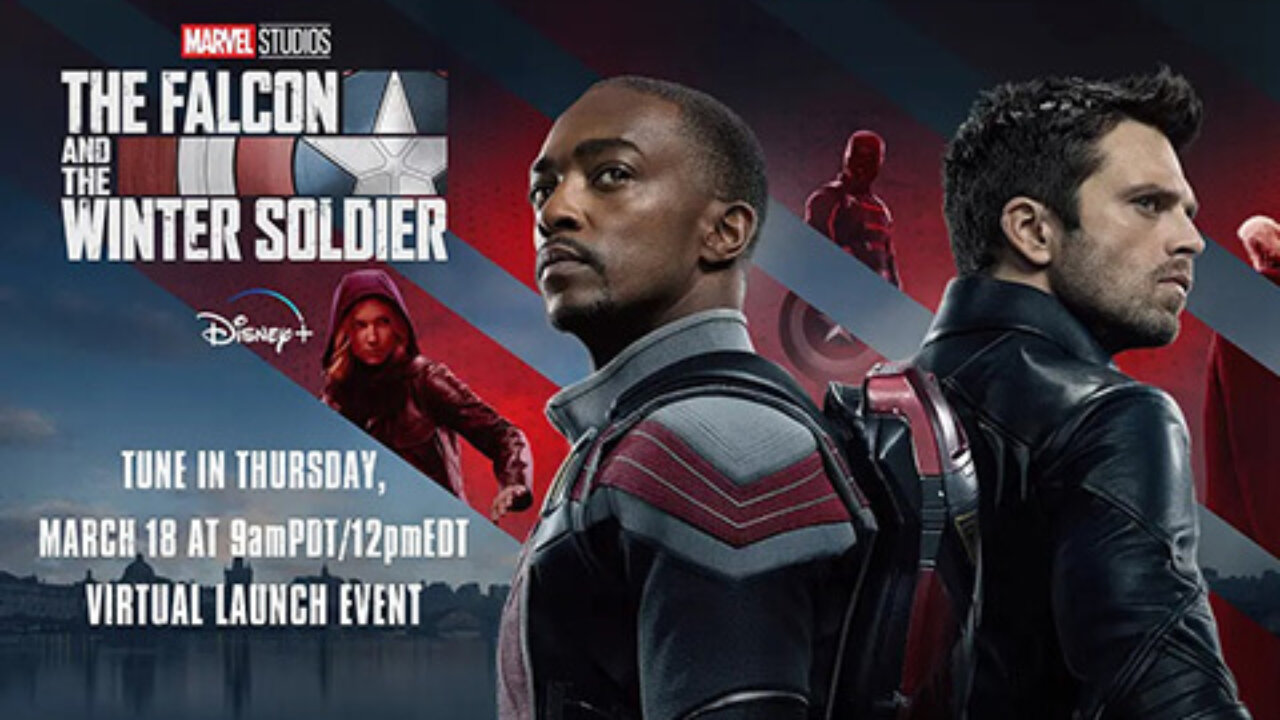 MARVEL STUDIOS
THE FALCON
AND
THE
WINTER SOLDIER
Disney+
TUNE IN THURSDAY,
MARCH 18 AT 9amPDT/12pmEDT
VIRTUAL LAUNCH EVENT